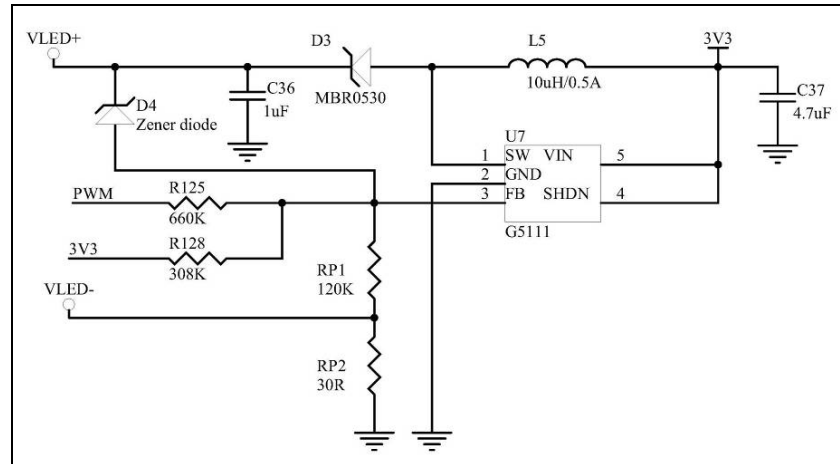 VLED+
D3
MBR0530
L5
10uH/0.5A
3V3
D4
Zener diode
C36
1uF
C37
4.7uF
U7
1 SW VIN 5
2 GND
3 FB SHDN 4
G5111
PWM
R125
660K
3V3
R128
308K
VLED-
RP1
120K
RP2
30R